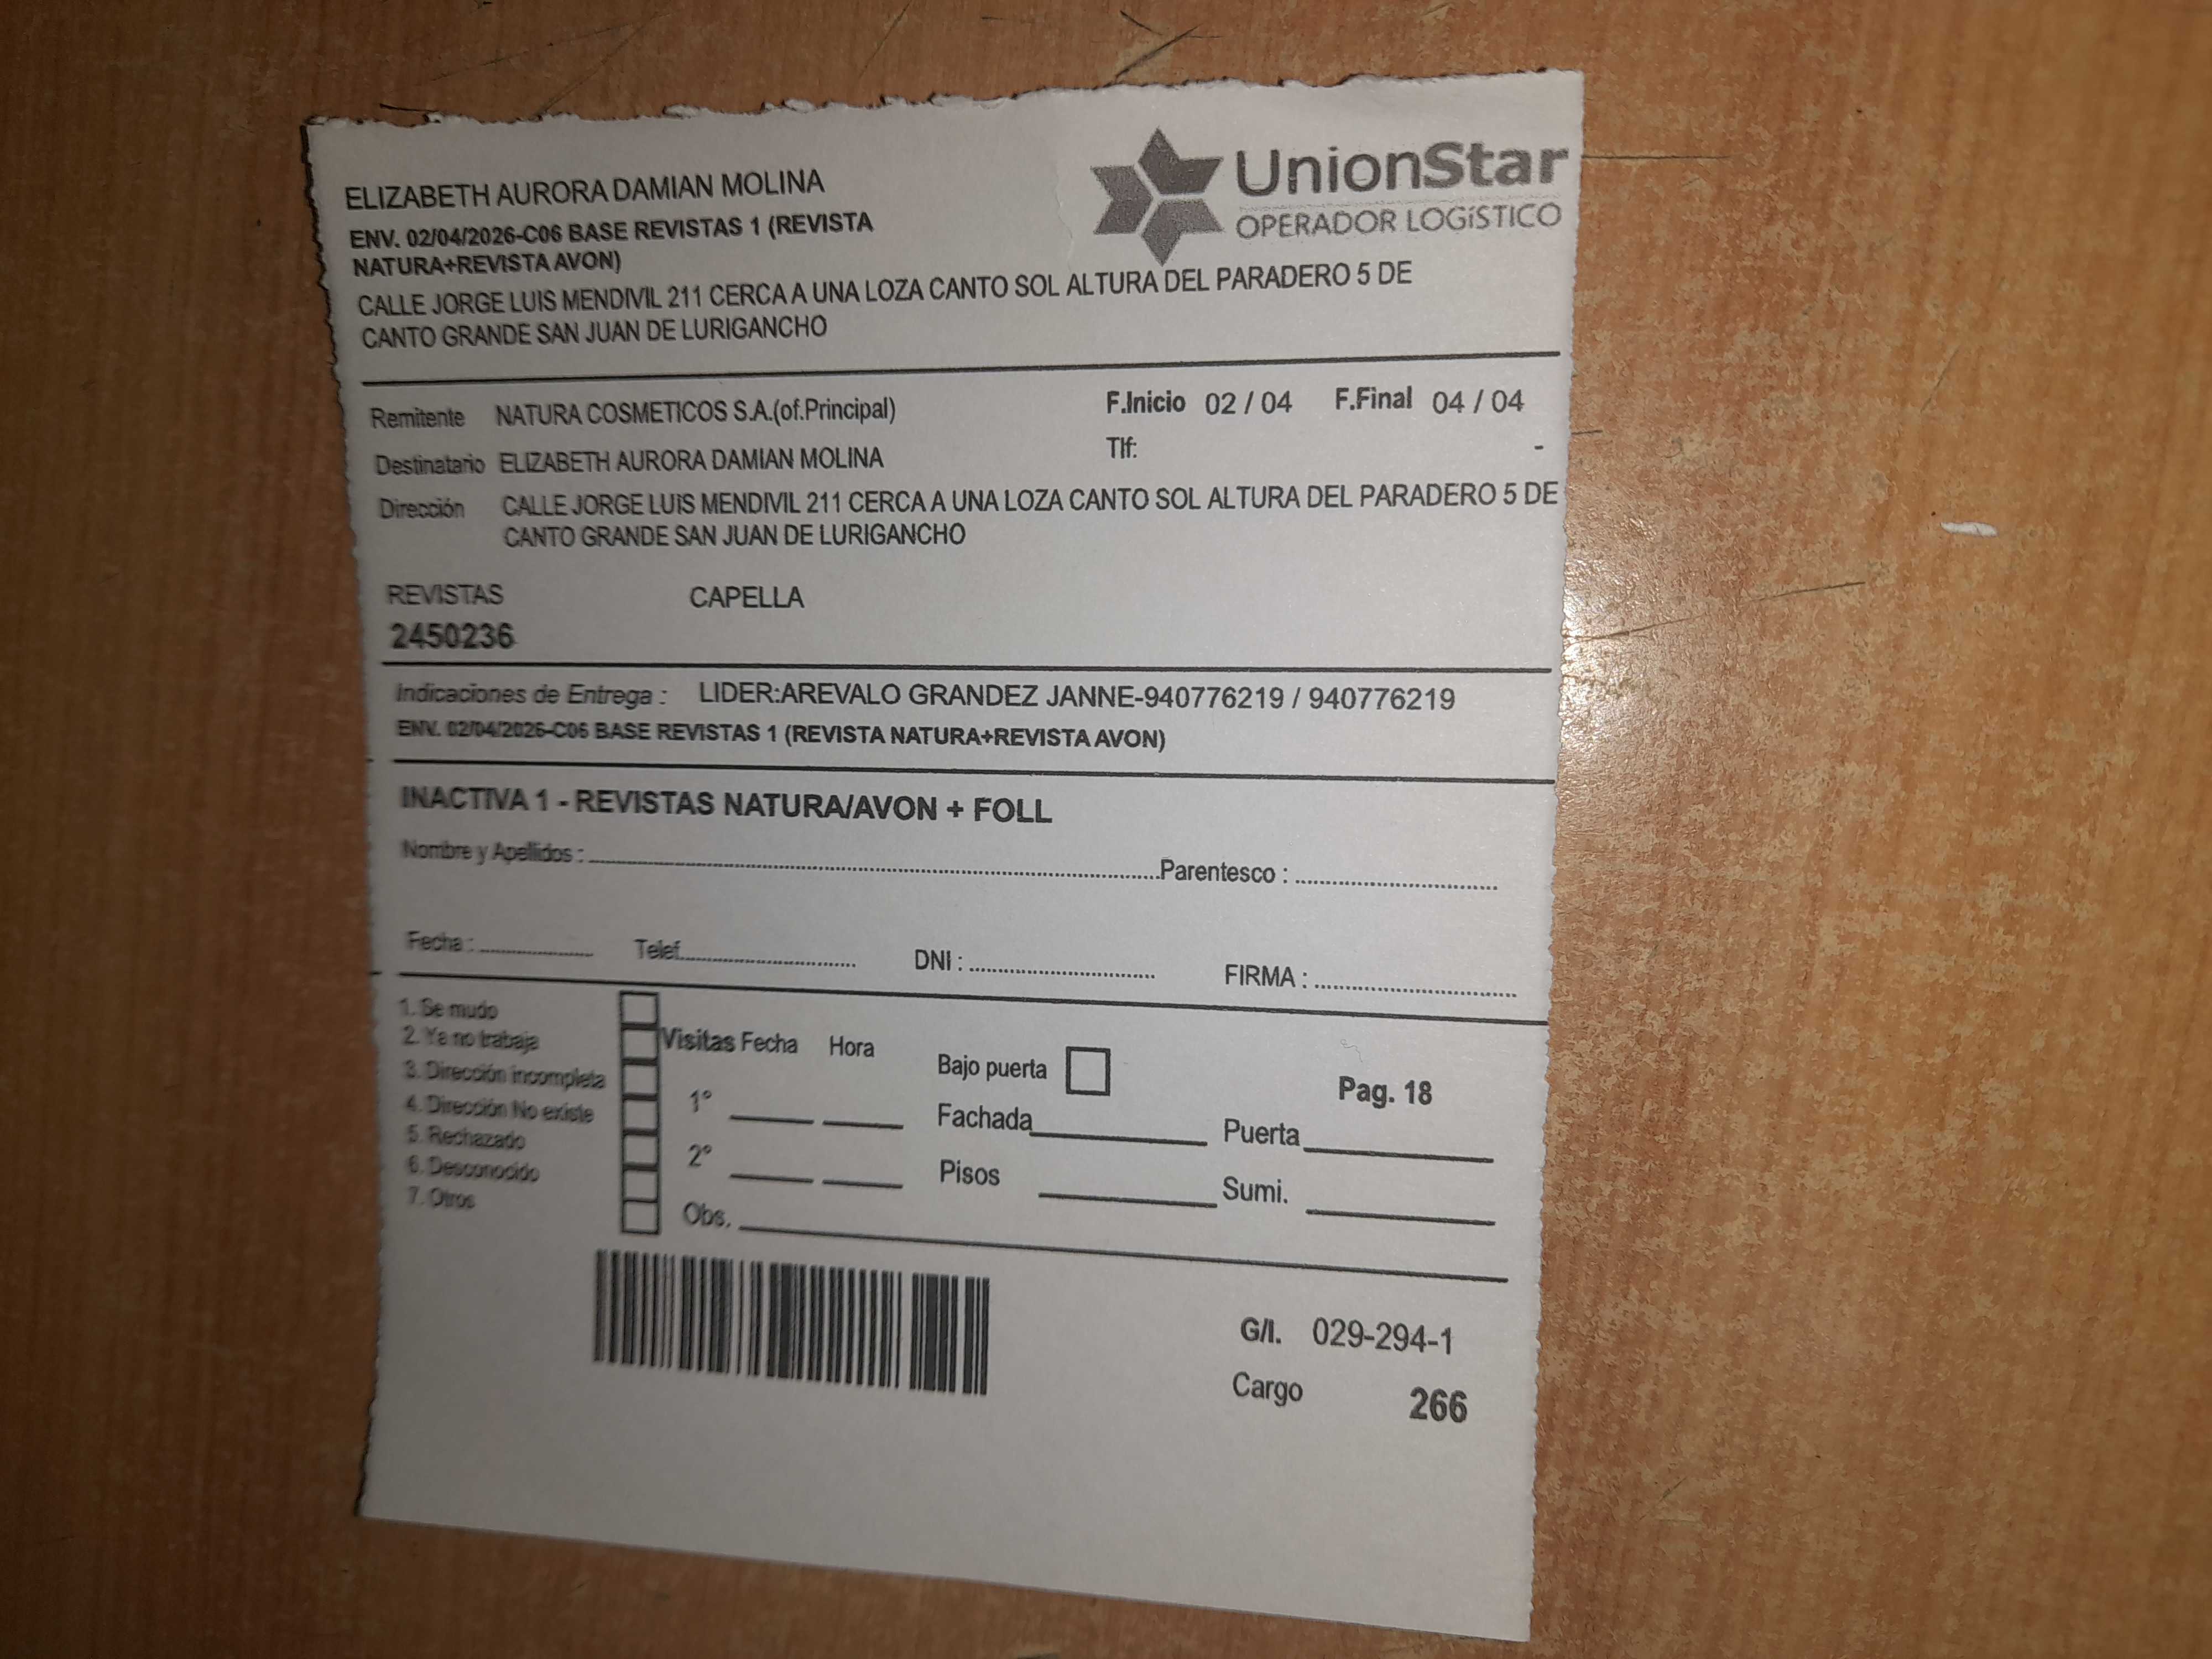 ELIZABETH AURORA DAMIAN MOLINA
UnionStar
OPERADOR LOGíSTICO
ENV. 02/04/2026-C06 BASE REVISTAS 1 (REVISTA
NATURA+REVISTA AVON)
CALLE JORGE LUIS MENDIVIL 211 CERCA A UNA LOZA CANTO SOL ALTURA DEL PARADERO 5 DE
CANTO GRANDE SAN JUAN DE LURIGANCHO
Remitente NATURA COSMETICOS S.A.(of.Principal) F.Inicio 02 / 04 F.Final 04 / 04
Destinatario ELIZABETH AURORA DAMIAN MOLINA Tlf: -
Dirección CALLE JORGE LUIS MENDIVIL 211 CERCA A UNA LOZA CANTO SOL ALTURA DEL PARADERO 5 DE
CANTO GRANDE SAN JUAN DE LURIGANCHO
REVISTAS CAPELLA
2450236
Indicaciones de Entrega : LIDER:AREVALO GRANDEZ JANNE-940776219 / 940776219
ENV. 02/04/2026-C06 BASE REVISTAS 1 (REVISTA NATURA+REVISTA AVON)
INACTIVA 1 - REVISTAS NATURA/AVON + FOLL
Nombre y Apellidos : Parentesco :
Fecha : Telef. DNI : FIRMA :
1. Se mudo
2. Ya no trabaja
3. Dirección incompleta
4. Dirección No existe
5. Rechazado
6. Desconocido
7. Otros
Visitas Fecha Hora
1°
2°
Obs.
Bajo puerta
Fachada
Pisos
Pag. 18
Puerta
Sumi.
G/I. 029-294-1
Cargo 266